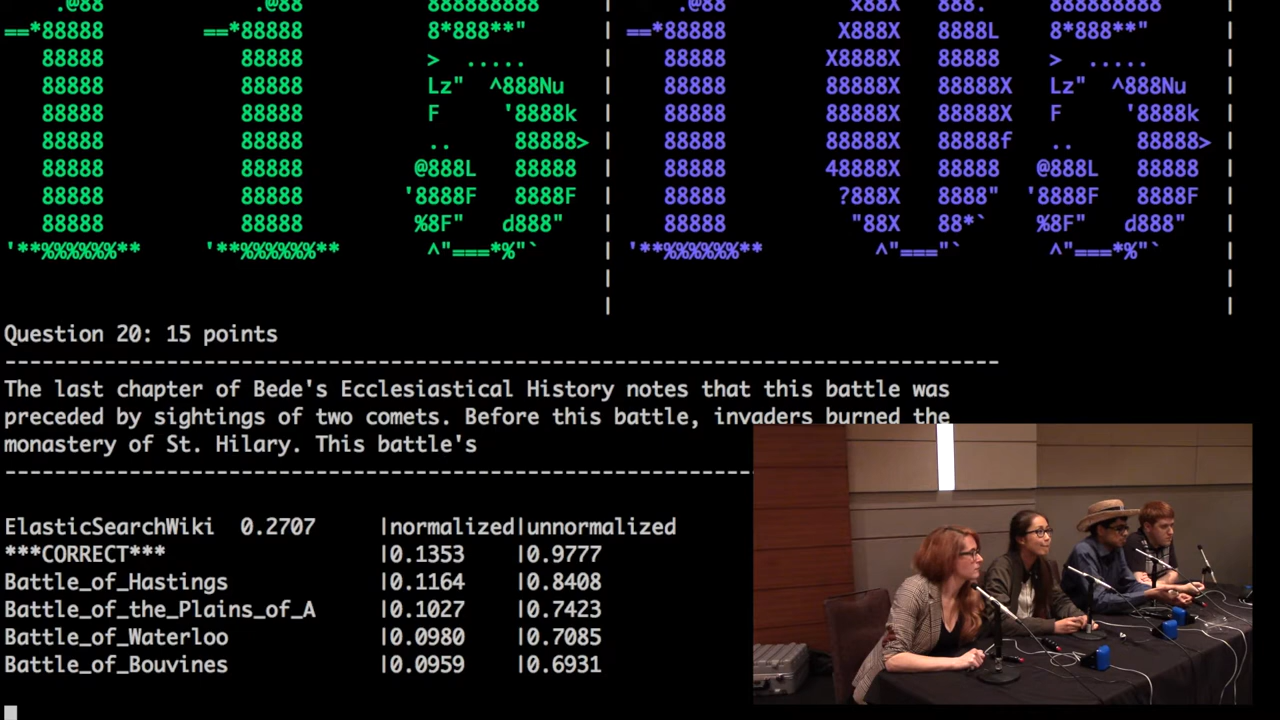 115 106
Question 20: 15 points
The last chapter of Bede's Ecclesiastical History notes that this battle was
preceded by sightings of two comets. Before this battle, invaders burned the
monastery of St. Hilary. This battle's
ElasticSearchWiki 0.2707 |normalized|unnormalized
***CORRECT*** |0.1353 |0.9777
Battle_of_Hastings |0.1164 |0.8408
Battle_of_the_Plains_of_A |0.1027 |0.7423
Battle_of_Waterloo |0.0980 |0.7085
Battle_of_Bouvines |0.0959 |0.6931